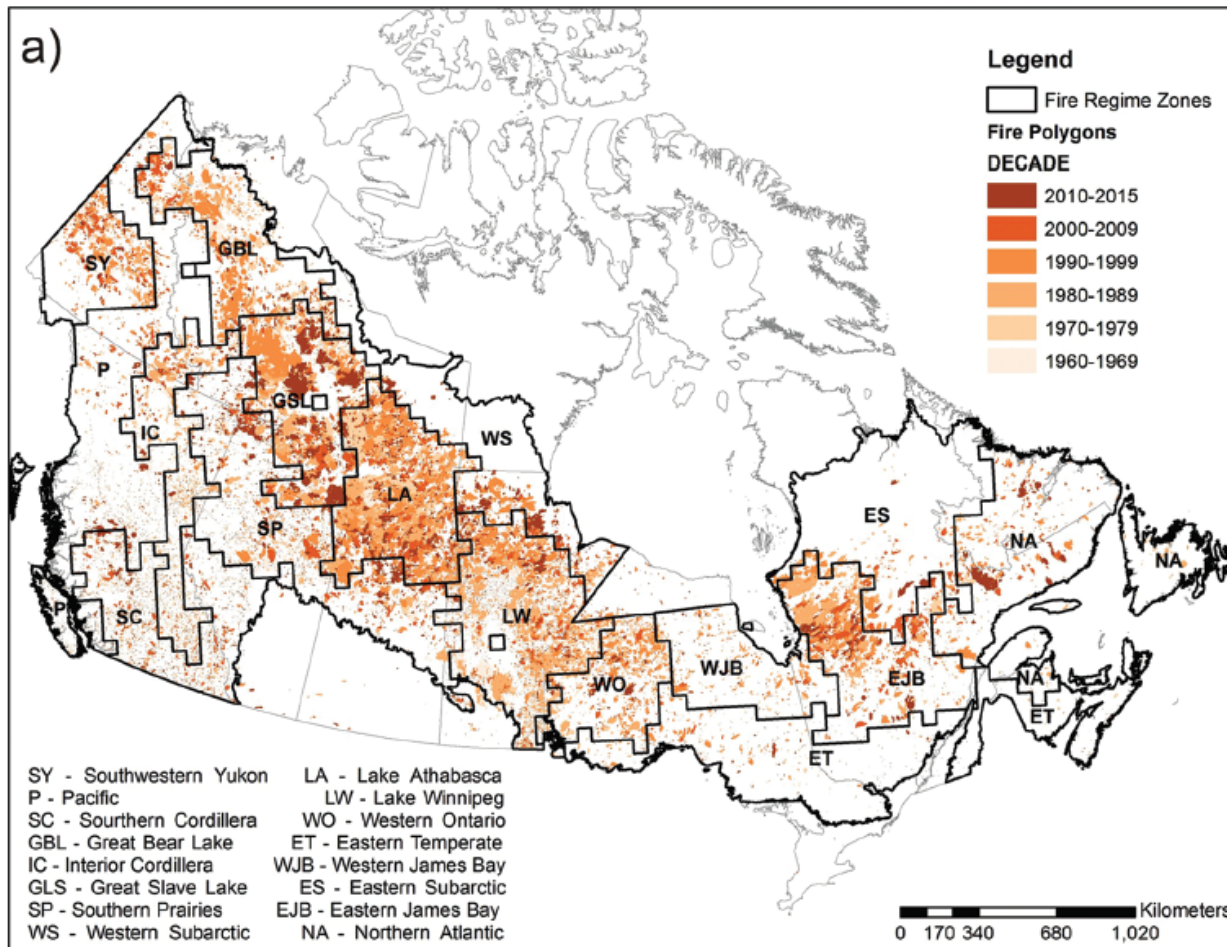 a)
Legend
Fire Regime Zones
Fire Polygons
DECADE
2010-2015
2000-2009
1990-1999
1980-1989
1970-1979
1960-1969
GBL
SY
P
GSL
IC
WS
LA
ES
SP
NA
NA
LW
P
SC
WJB
WO
EJB
NA
ET
ET
SY - Southwestern Yukon
P - Pacific
SC - Sourthern Cordillera
GBL - Great Bear Lake
IC - Interior Cordillera
GLS - Great Slave Lake
SP - Southern Prairies
WS - Western Subarctic
LA - Lake Athabasca
LW - Lake Winnipeg
WO - Western Ontario
ET - Eastern Temperate
WJB - Western James Bay
ES - Eastern Subarctic
EJB - Eastern James Bay
NA - Northern Atlantic
Kilometers
0 170 340 680 1,020